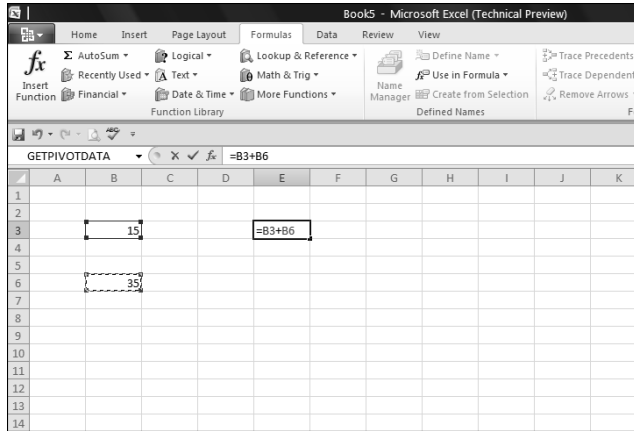 Book5 - Microsoft Excel (Technical Preview)
Home Insert Page Layout Formulas Data Review View
fx Insert Function
Σ AutoSum Logical Lookup & Reference
Recently Used A Text θ Math & Trig
Financial Date & Time More Functions
Function Library
Name Manager
Define Name
Use in Formula
Create from Selection
Defined Names
Trace Precedents
Trace Dependent
Remove Arrows
F
ABC
GETPIVOTDATA fx =B3+B6
A B C D E F G H I J K
1
2
3 15 =B3+B6
4
5
6 35
7
8
9
10
11
12
13
14